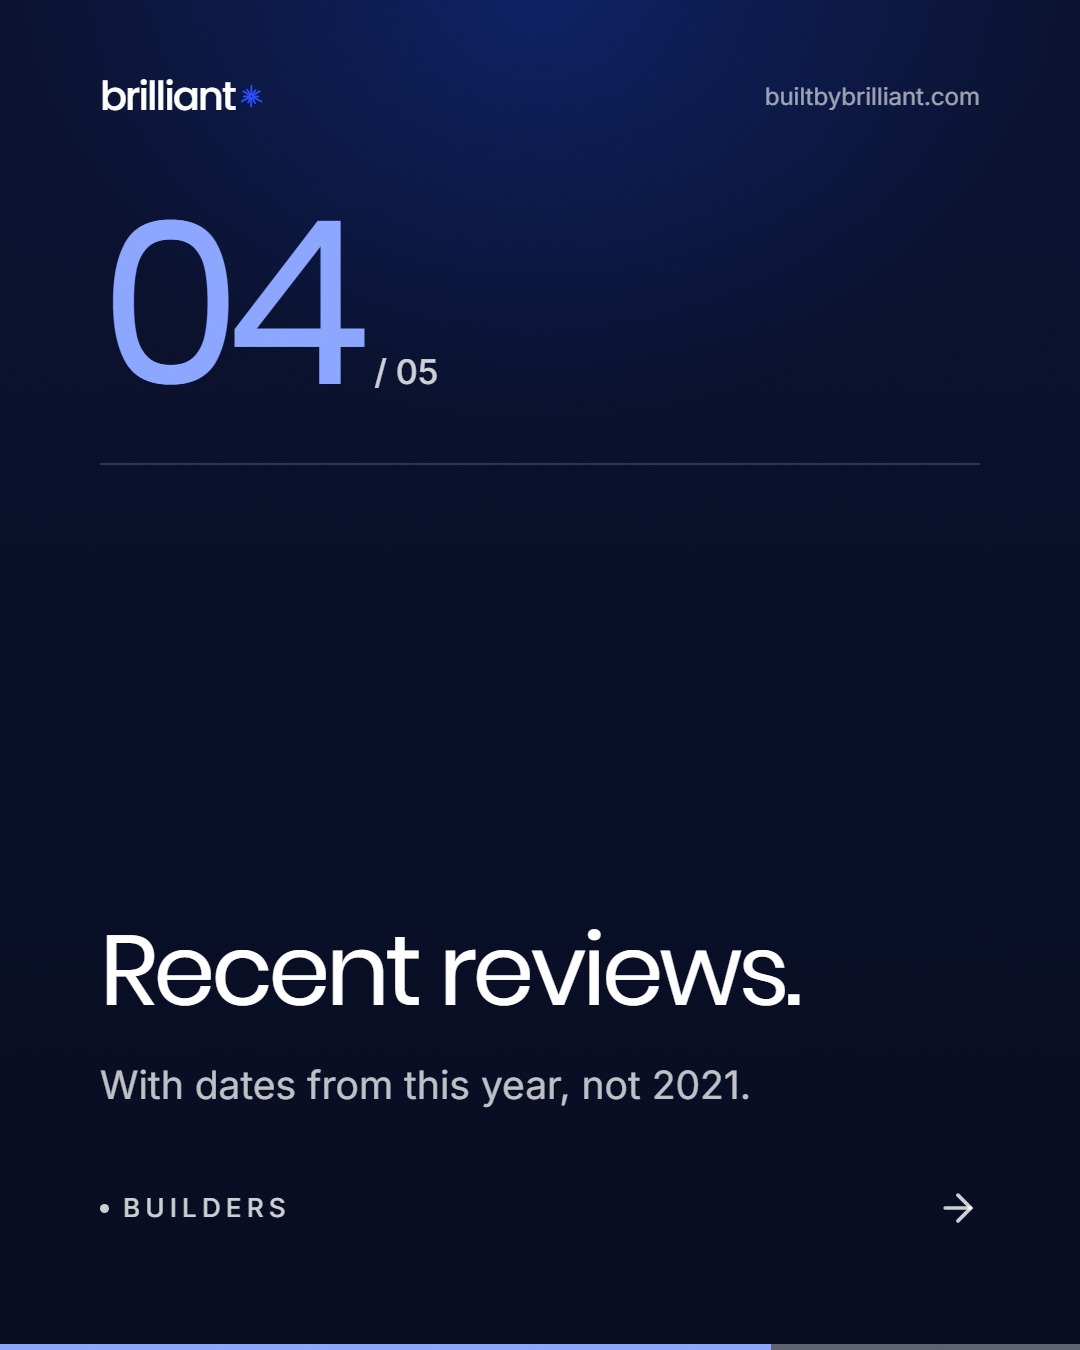 brilliant
builtbybrilliant.com
04 / 05
Recent reviews.
With dates from this year, not 2021.
• BUILDERS